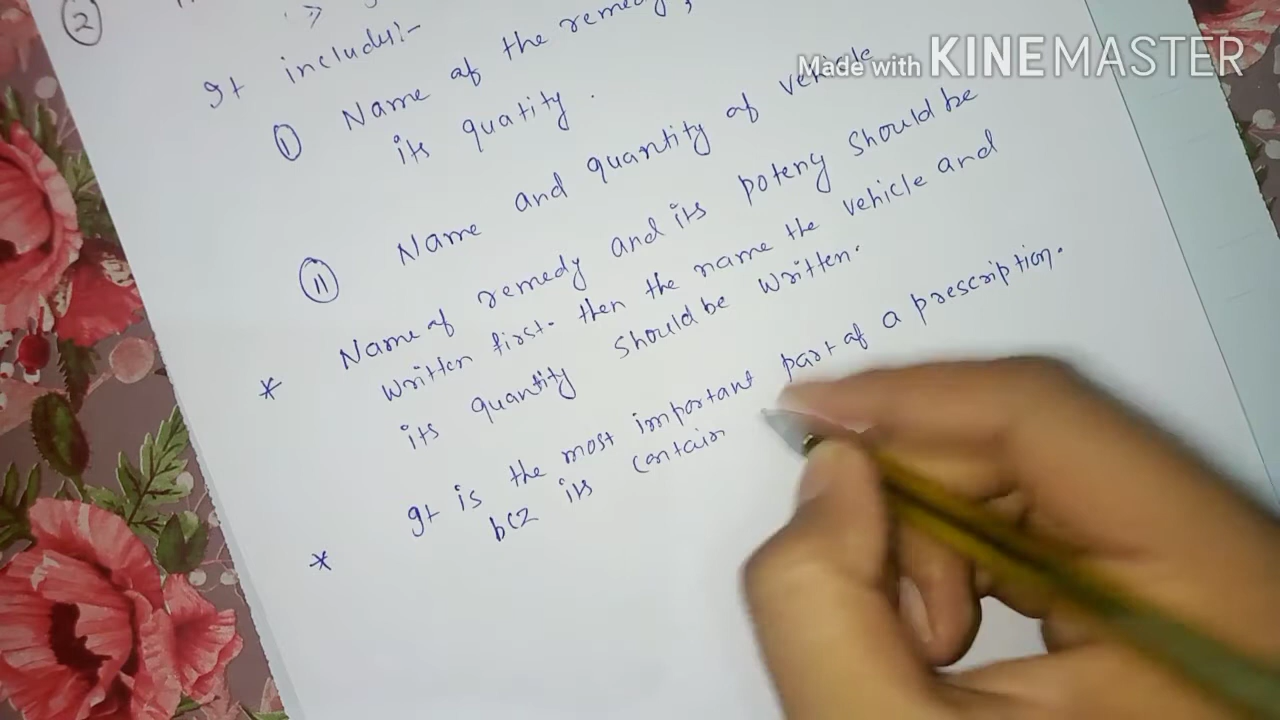 ②
It includes:-
① Name of the remedy,
its quatity.
② Name and quantity of vehicle
* Name of remedy and its poteny should be
written first. then the name the vehicle and
its quantity should be written.
* It is the most important part of a prescription.
bcz its contain
Made with KINEMASTER